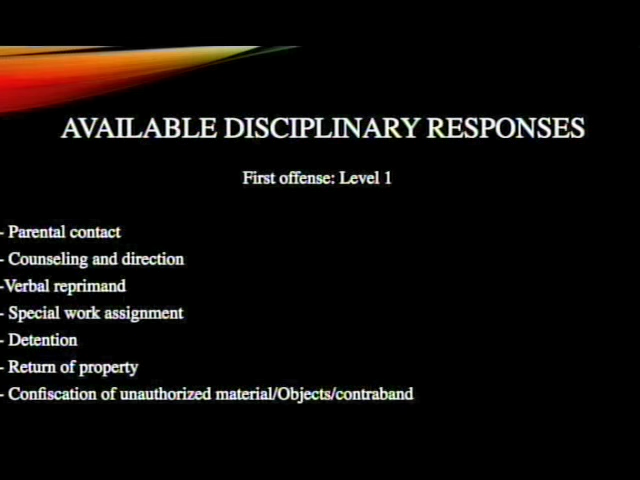 AVAILABLE DISCIPLINARY RESPONSES
First offense: Level 1
- Parental contact
- Counseling and direction
-Verbal reprimand
- Special work assignment
- Detention
- Return of property
- Confiscation of unauthorized material/Objects/contraband